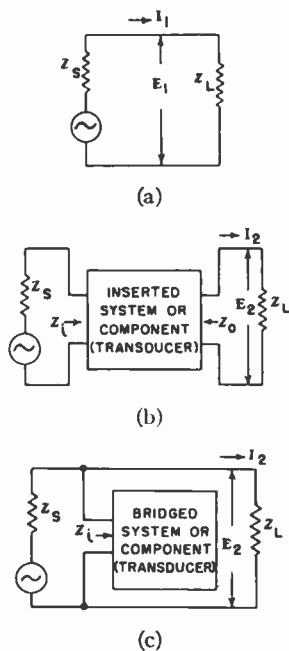 → I1
ZS
E1
ZL
(a)
→ I2
ZS
INSERTED
SYSTEM OR
COMPONENT
(TRANSDUCER)
Zi →
← Zo
E2
ZL
(b)
→ I2
ZS
BRIDGED
SYSTEM OR
COMPONENT
(TRANSDUCER)
Zi →
E2
ZL
(c)